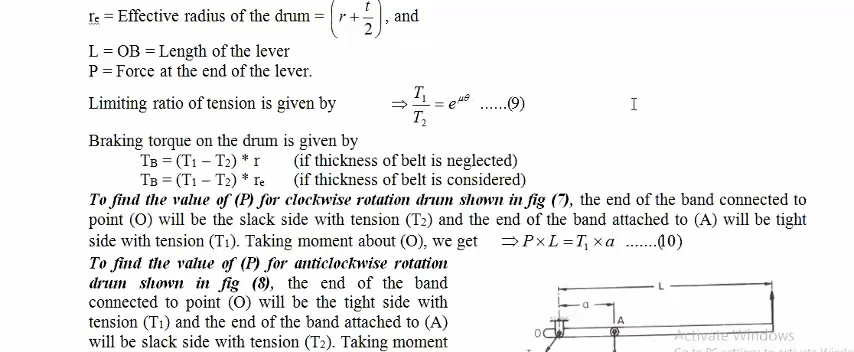 re = Effective radius of the drum = (r + t/2), and
L = OB = Length of the lever
P = Force at the end of the lever.
Limiting ratio of tension is given by ⇒ T₁/T₂ = e^μθ ......(9)
Braking torque on the drum is given by
TB = (T₁ – T₂) * r (if thickness of belt is neglected)
TB = (T₁ – T₂) * re (if thickness of belt is considered)
To find the value of (P) for clockwise rotation drum shown in fig (7), the end of the band connected to
point (O) will be the slack side with tension (T₂) and the end of the band attached to (A) will be tight
side with tension (T₁). Taking moment about (O), we get ⇒ P × L = T₁ × a .......(10)
To find the value of (P) for anticlockwise rotation
drum shown in fig (8), the end of the band
connected to point (O) will be the tight side with
tension (T₁) and the end of the band attached to (A)
will be slack side with tension (T₂). Taking moment
L
a
O
A
Activate Windows